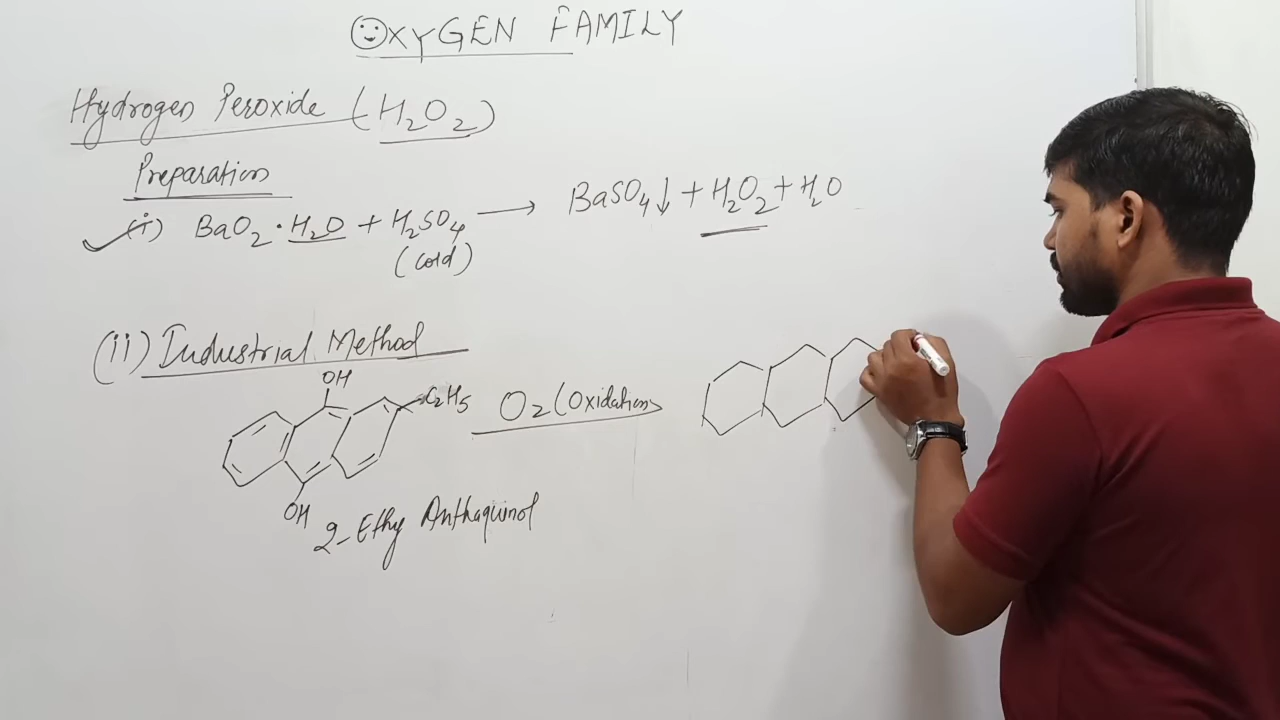 OXYGEN FAMILY
Hydrogen Peroxide (H₂O₂)
Preparation
(i) BaO₂·H₂O + H₂SO₄ → BaSO₄↓ + H₂O₂ + H₂O
(cold)
(ii) Industrial Method
OH
C₂H₅
O₂ (Oxidation)
OH
2-Ethy Anthaquinol